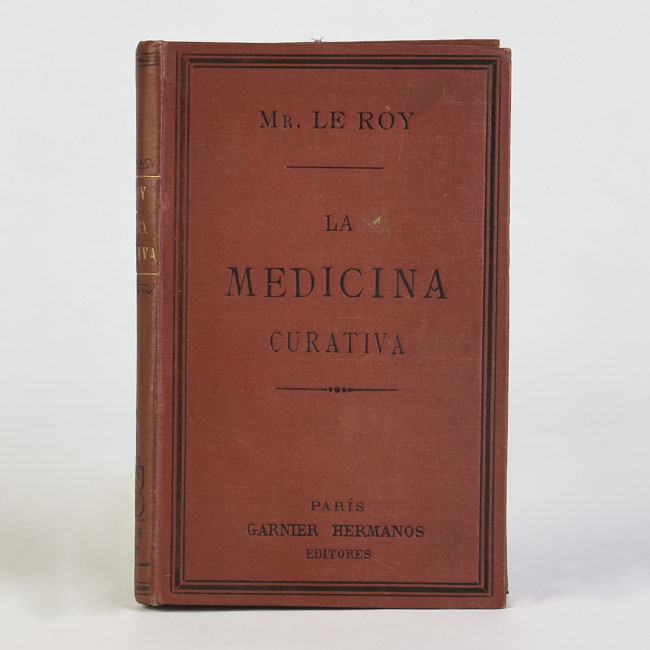 MR. LE ROY
LA
MEDICINA
CURATIVA
PARÍS
GARNIER HERMANOS
EDITORES